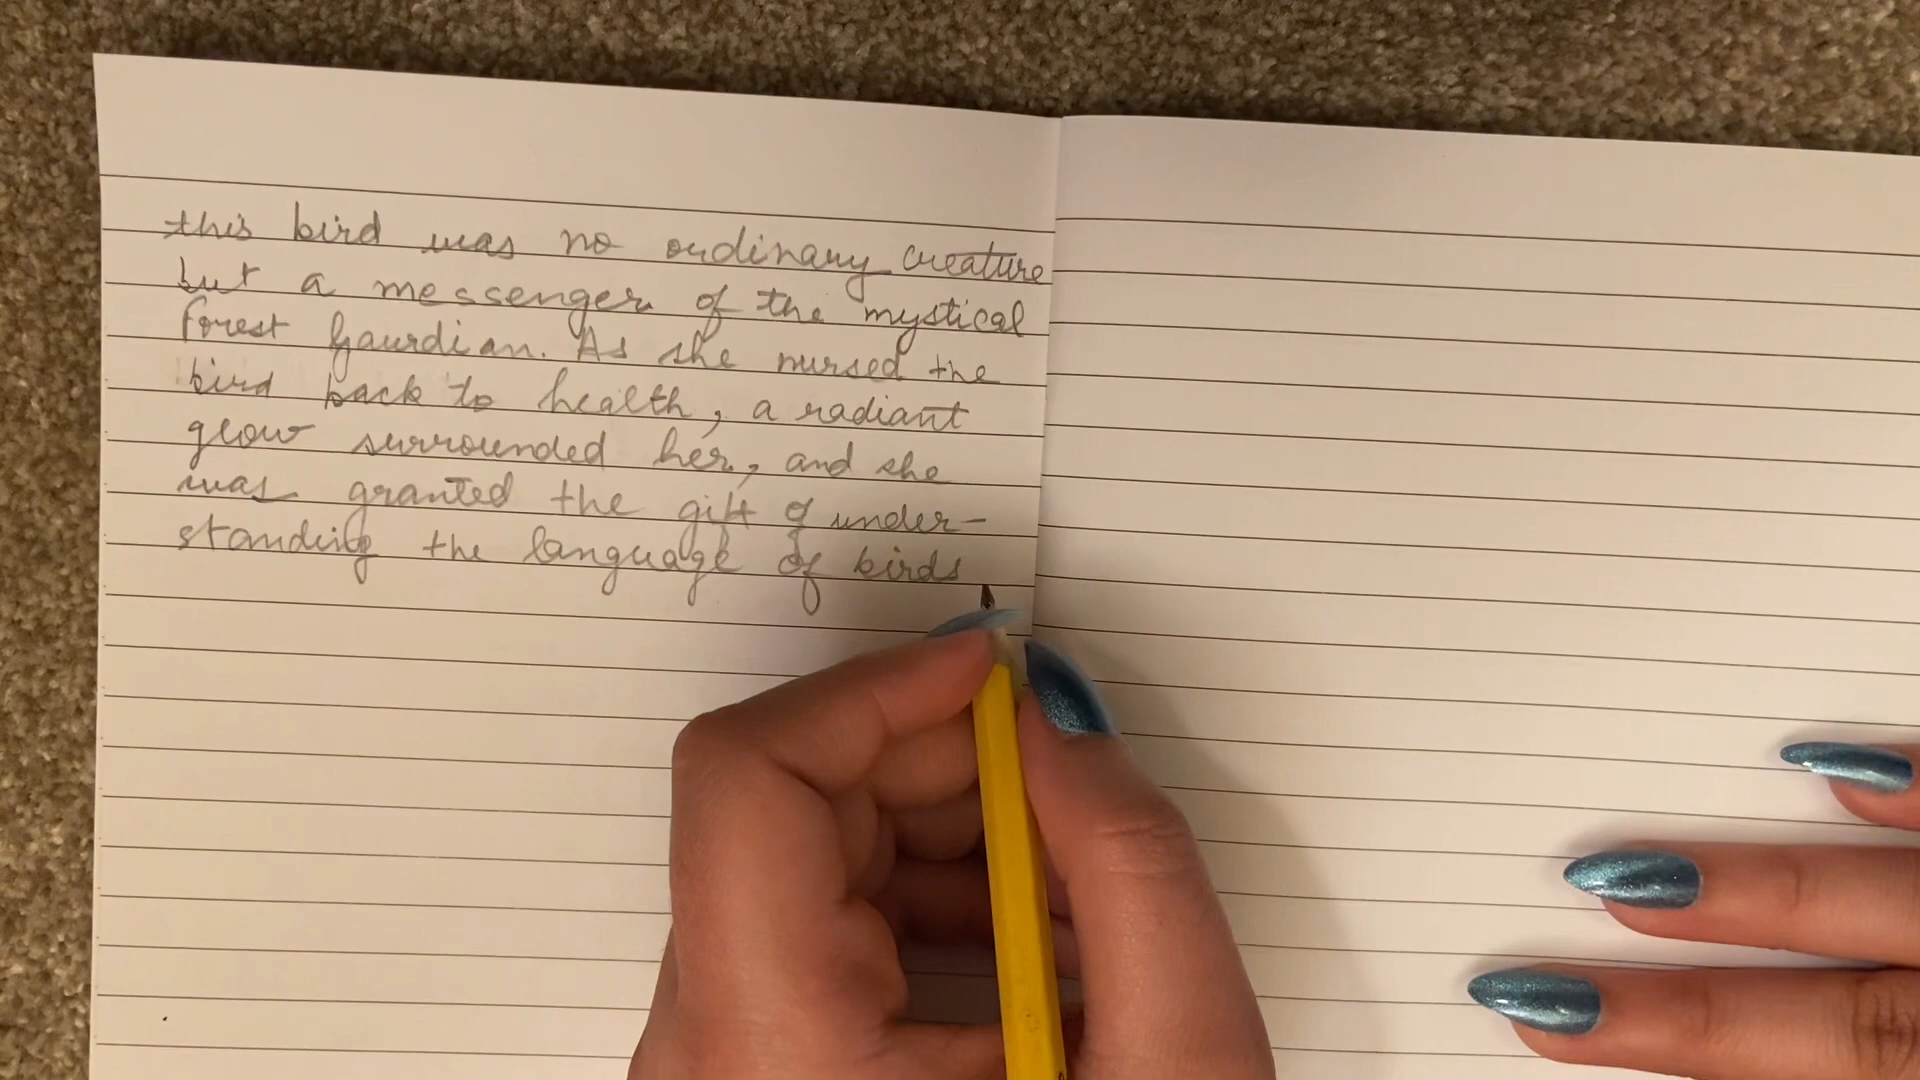 this bird was no ordinary creature
but a messenger of the mystical
forest Gaurdian. As she nursed the
bird back to health, a radiant
glow surrounded her, and she
was granted the gift of under-
standing the language of birds